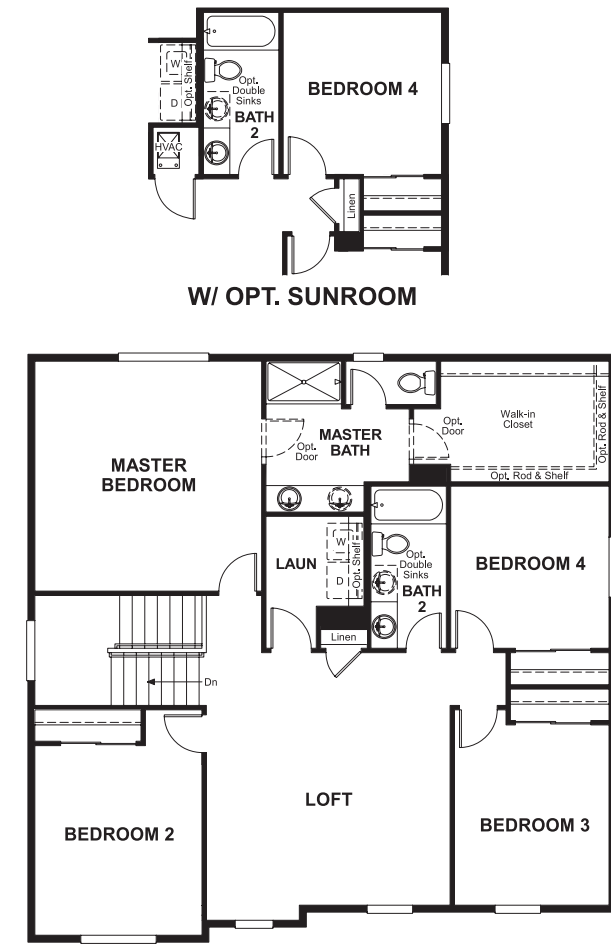 W
D
Opt. Shelf
HVAC
Opt.
Double
Sinks
BATH
2
BEDROOM 4
Linen
W/ OPT. SUNROOM
MASTER
BEDROOM
Opt.
Door
MASTER
BATH
Opt.
Door
Walk-in
Closet
Opt. Rod & Shelf
Opt. Rod & Shelf
LAUN
W
D
Opt. Shelf
Opt.
Double
Sinks
BATH
2
BEDROOM 4
Linen
Dn
BEDROOM 2
LOFT
BEDROOM 3